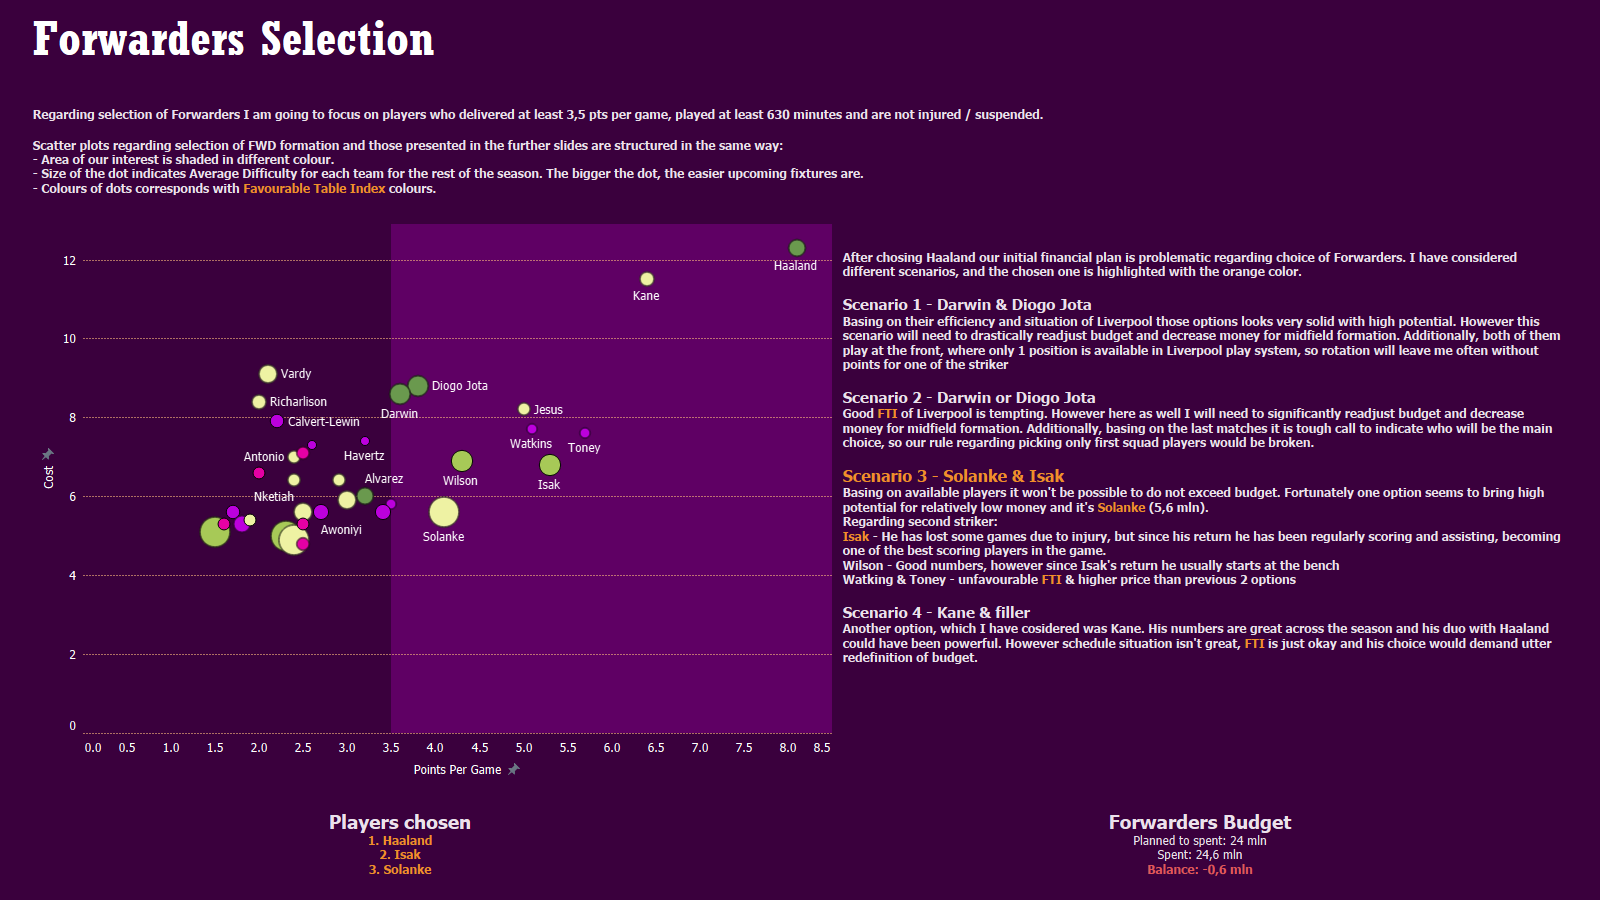 Forwarders Selection
Regarding selection of Forwarders I am going to focus on players who delivered at least 3,5 pts per game, played at least 630 minutes and are not injured / suspended.
Scatter plots regarding selection of FWD formation and those presented in the further slides are structured in the same way:
- Area of our interest is shaded in different colour.
- Size of the dot indicates Average Difficulty for each team for the rest of the season. The bigger the dot, the easier upcoming fixtures are.
- Colours of dots corresponds with Favourable Table Index colours.
12
10
8
6
4
2
0
Cost
Haaland
Kane
Vardy
Richarlison
Diogo Jota
Darwin
Jesus
Calvert-Lewin
Watkins
Toney
Antonio
Havertz
Wilson
Isak
Alvarez
Nketiah
Awoniyi
Solanke
0.0 0.5 1.0 1.5 2.0 2.5 3.0 3.5 4.0 4.5 5.0 5.5 6.0 6.5 7.0 7.5 8.0 8.5
Points Per Game
After chosing Haaland our initial financial plan is problematic regarding choice of Forwarders. I have considered
different scenarios, and the chosen one is highlighted with the orange color.
Scenario 1 - Darwin & Diogo Jota
Basing on their efficiency and situation of Liverpool those options looks very solid with high potential. However this
scenario will need to drastically readjust budget and decrease money for midfield formation. Additionally, both of them
play at the front, where only 1 position is available in Liverpool play system, so rotation will leave me often without
points for one of the striker
Scenario 2 - Darwin or Diogo Jota
Good FTI of Liverpool is tempting. However here as well I will need to significantly readjust budget and decrease
money for midfield formation. Additionally, basing on the last matches it is tough call to indicate who will be the main
choice, so our rule regarding picking only first squad players would be broken.
Scenario 3 - Solanke & Isak
Basing on available players it won't be possible to do not exceed budget. Fortunately one option seems to bring high
potential for relatively low money and it's Solanke (5,6 mln).
Regarding second striker:
Isak - He has lost some games due to injury, but since his return he has been regularly scoring and assisting, becoming
one of the best scoring players in the game.
Wilson - Good numbers, however since Isak's return he usually starts at the bench
Watking & Toney - unfavourable FTI & higher price than previous 2 options
Scenario 4 - Kane & filler
Another option, which I have cosidered was Kane. His numbers are great across the season and his duo with Haaland
could have been powerful. However schedule situation isn't great, FTI is just okay and his choice would demand utter
redefinition of budget.
Players chosen
1. Haaland
2. Isak
3. Solanke
Forwarders Budget
Planned to spent: 24 mln
Spent: 24,6 mln
Balance: -0,6 mln